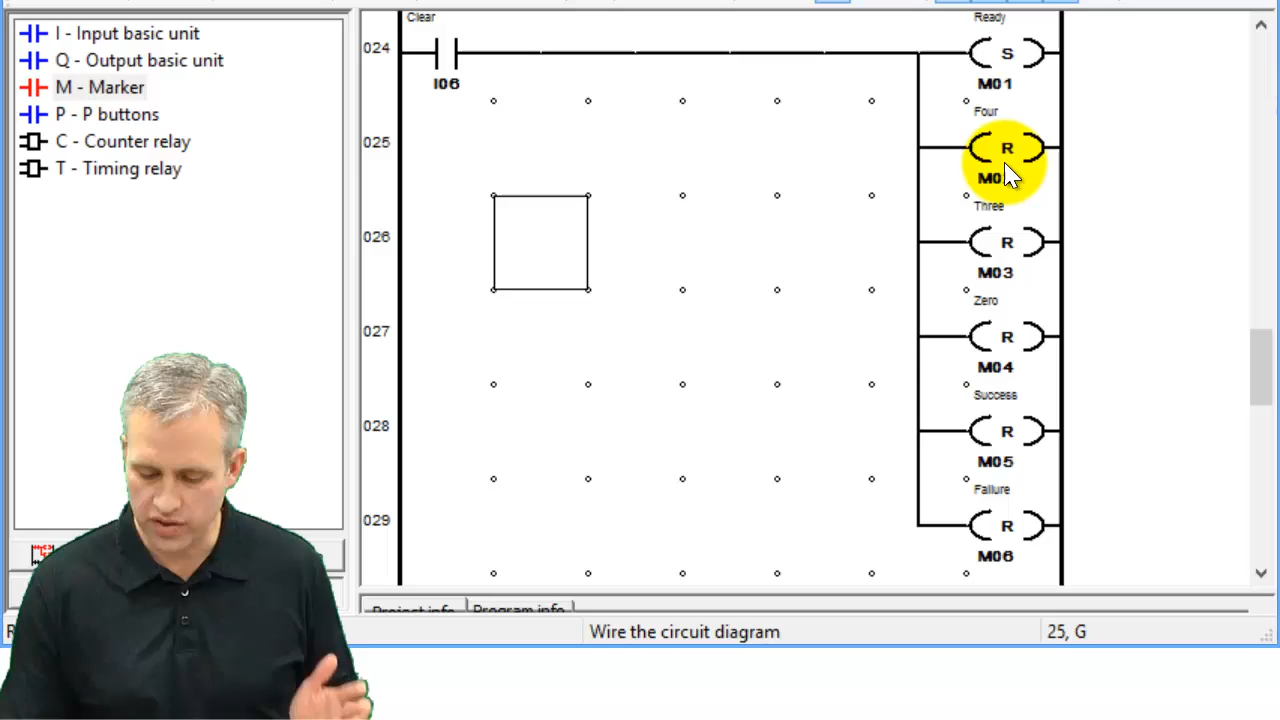 I - Input basic unit
Q - Output basic unit
M - Marker
P - P buttons
C - Counter relay
T - Timing relay
Clear
Ready
024
S
I06
M01
Four
025
R
Three
026
R
M03
Zero
027
R
M04
Success
028
R
M05
Failure
029
R
M06
Project info
Program info
Wire the circuit diagram
25, G